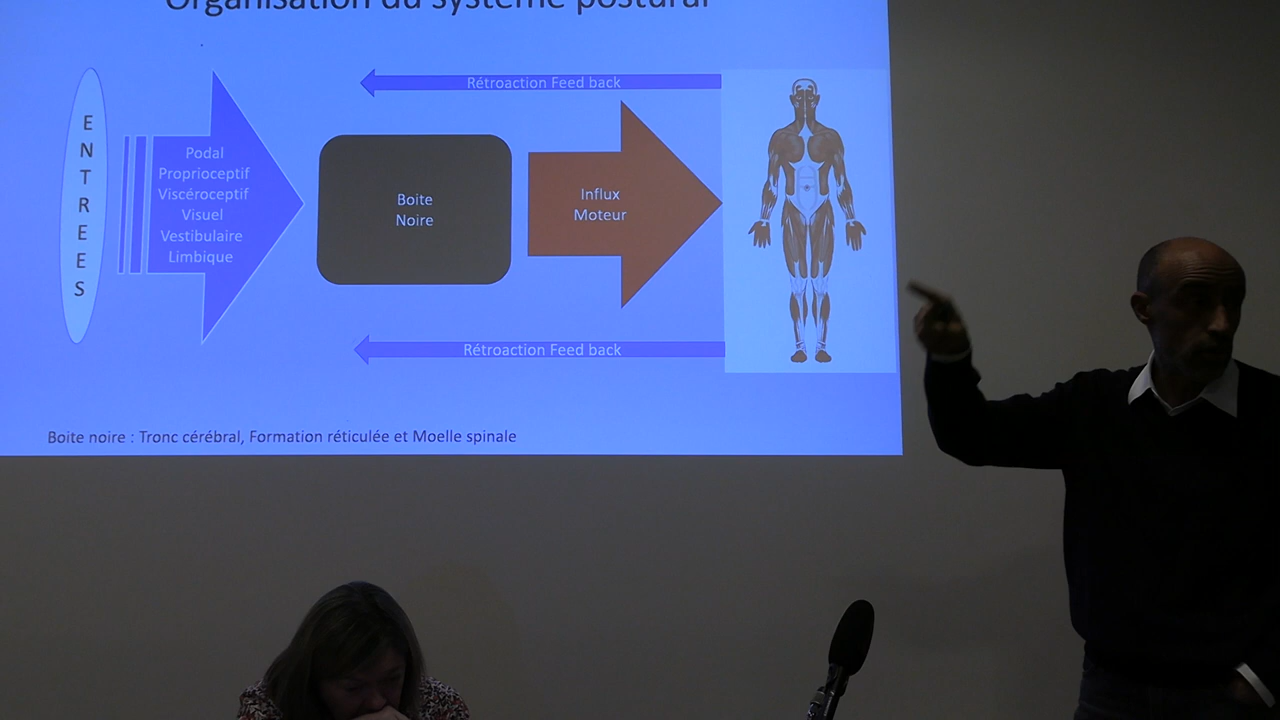 Organisation du système postural
Rétroaction Feed back
ENTREES
Podal
Proprioceptif
Viscéroceptif
Visuel
Vestibulaire
Limbique
Boite
Noire
Influx
Moteur
Rétroaction Feed back
Boite noire : Tronc cérébral, Formation réticulée et Moelle spinale